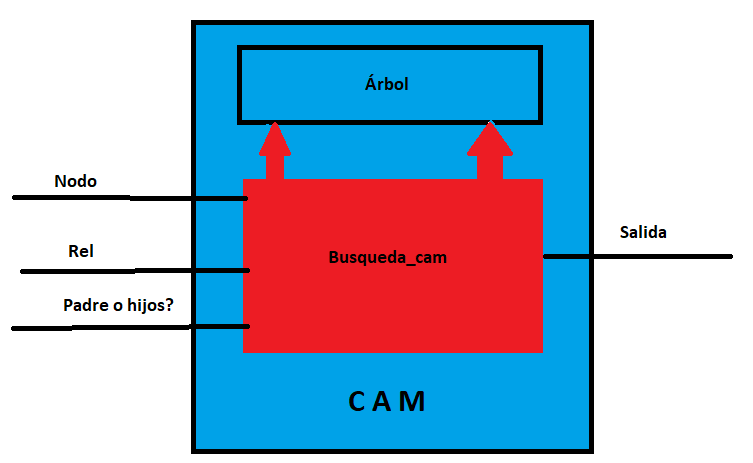 Árbol
Nodo
Rel
Padre o hijos?
Busqueda_cam
Salida
C A M